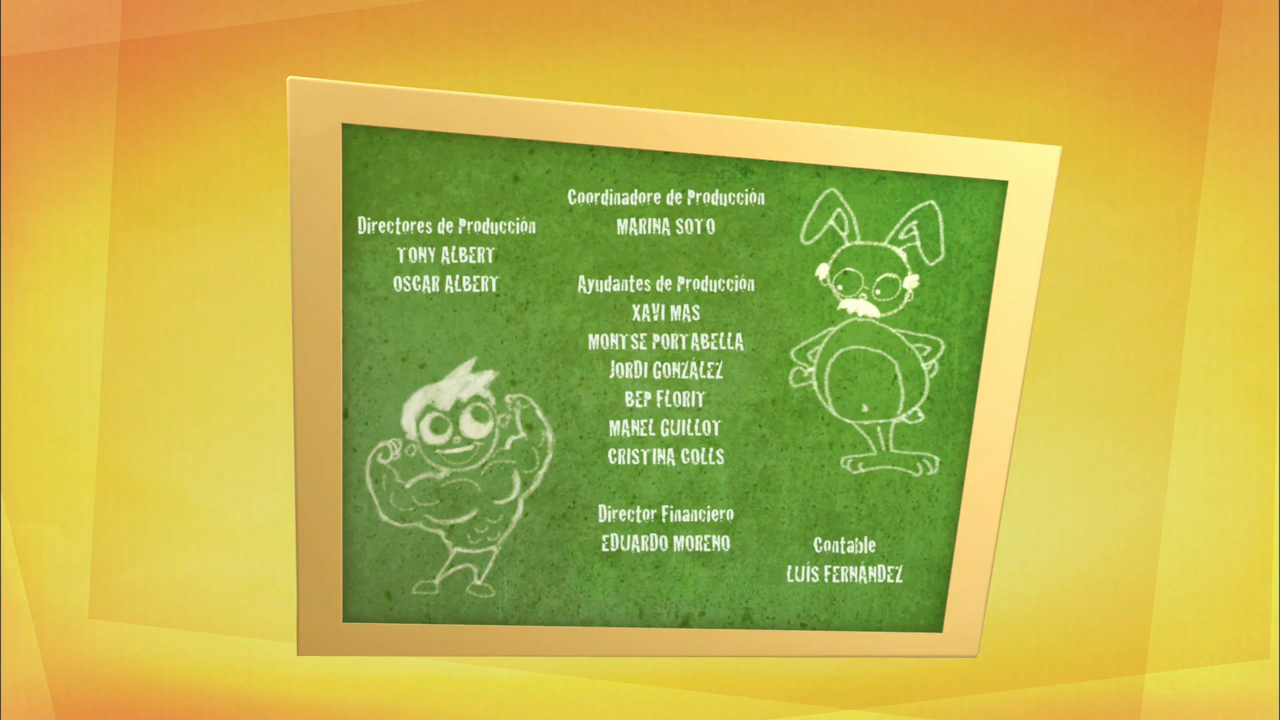 Directores de Producción
TONY ALBERT
OSCAR ALBERT
Coordinadore de Producción
MARINA SOTO
Ayudantes de Producción
XAVI MAS
MONTSE PORTABELLA
JORDI GONZÁLEZ
BEP FLORIT
MANEL GUILLOT
CRISTINA COLLS
Director Financiero
EDUARDO MORENO
Contable
LUÍS FERNÁNDEZ